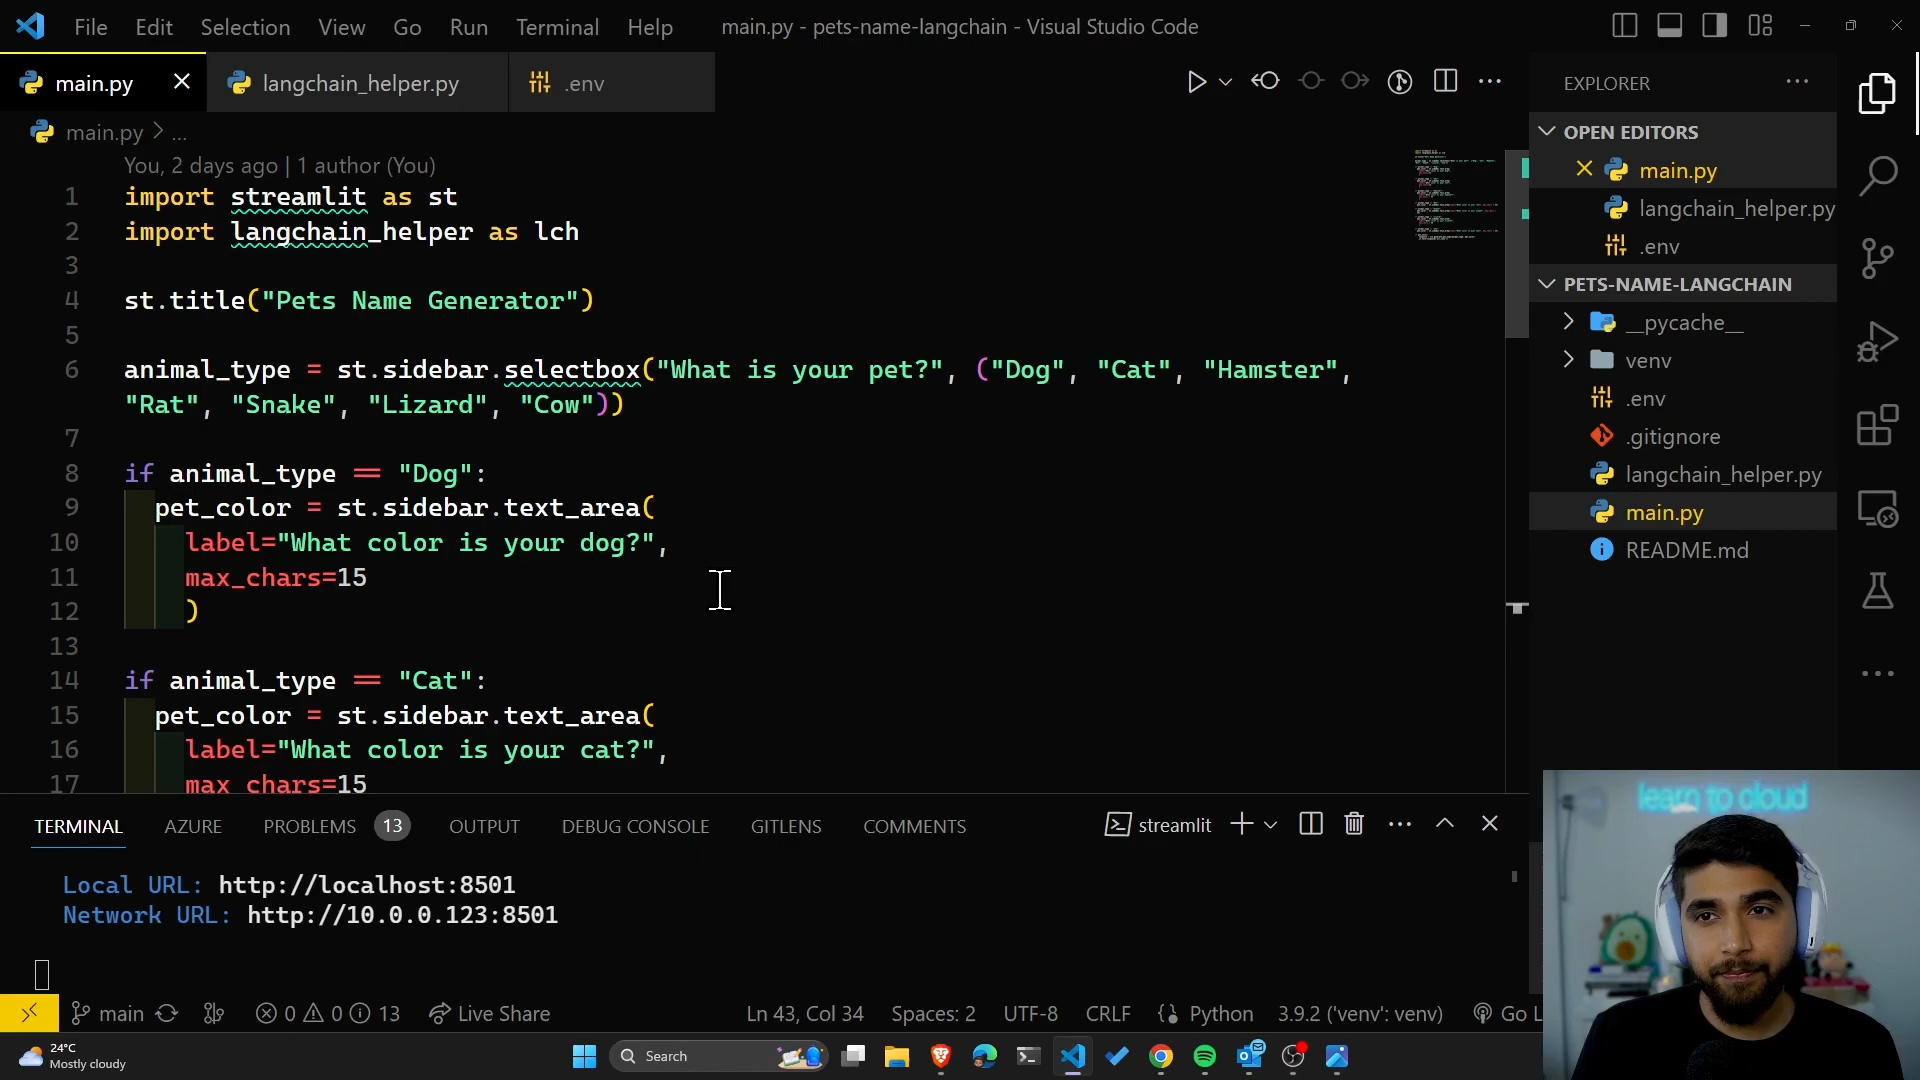 File Edit Selection View Go Run Terminal Help
main.py - pets-name-langchain - Visual Studio Code
main.py
langchain_helper.py
.env
main.py > ...
You, 2 days ago | 1 author (You)
1 import streamlit as st
2 import langchain_helper as lch
3
4 st.title("Pets Name Generator")
5
6 animal_type = st.sidebar.selectbox("What is your pet?", ("Dog", "Cat", "Hamster",
"Rat", "Snake", "Lizard", "Cow"))
7
8 if animal_type == "Dog":
9 pet_color = st.sidebar.text_area(
10 label="What color is your dog?",
11 max_chars=15
12 )
13
14 if animal_type == "Cat":
15 pet_color = st.sidebar.text_area(
16 label="What color is your cat?",
17 max_chars=15
EXPLORER
OPEN EDITORS
main.py
langchain_helper.py
.env
PETS-NAME-LANGCHAIN
__pycache__
venv
.env
.gitignore
langchain_helper.py
main.py
README.md
TERMINAL AZURE PROBLEMS 13 OUTPUT DEBUG CONSOLE GITLENS COMMENTS
streamlit
Local URL: http://localhost:8501
Network URL: http://10.0.0.123:8501
learn to cloud
main 0 0 13 Live Share Ln 43, Col 34 Spaces: 2 UTF-8 CRLF Python 3.9.2 ('venv': venv) Go L
24°C
Mostly cloudy
Search